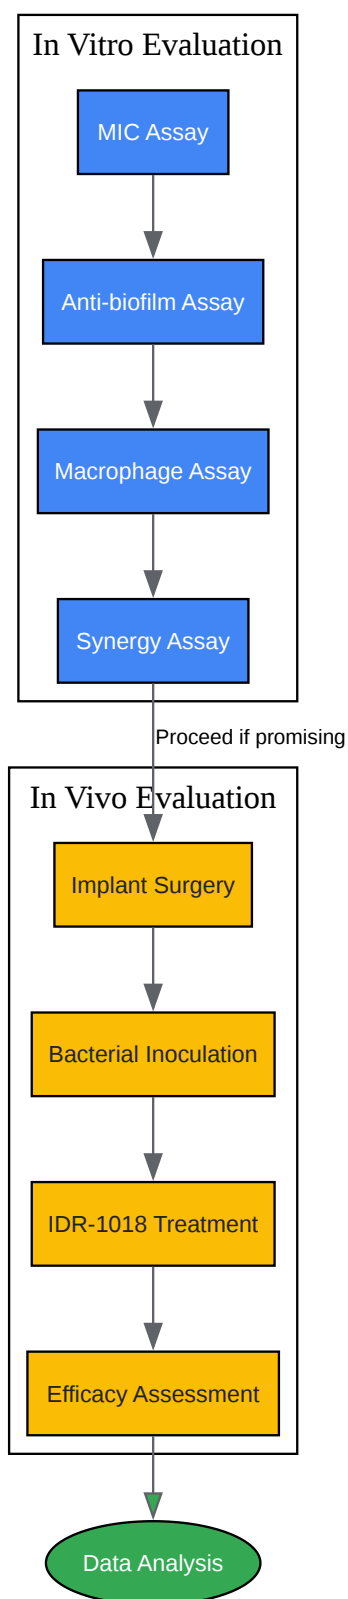 In Vitro Evaluation
MIC Assay
Anti-biofilm Assay
Macrophage Assay
Synergy Assay
Proceed if promising
In Vivo Evaluation
Implant Surgery
Bacterial Inoculation
IDR-1018 Treatment
Efficacy Assessment
Data Analysis